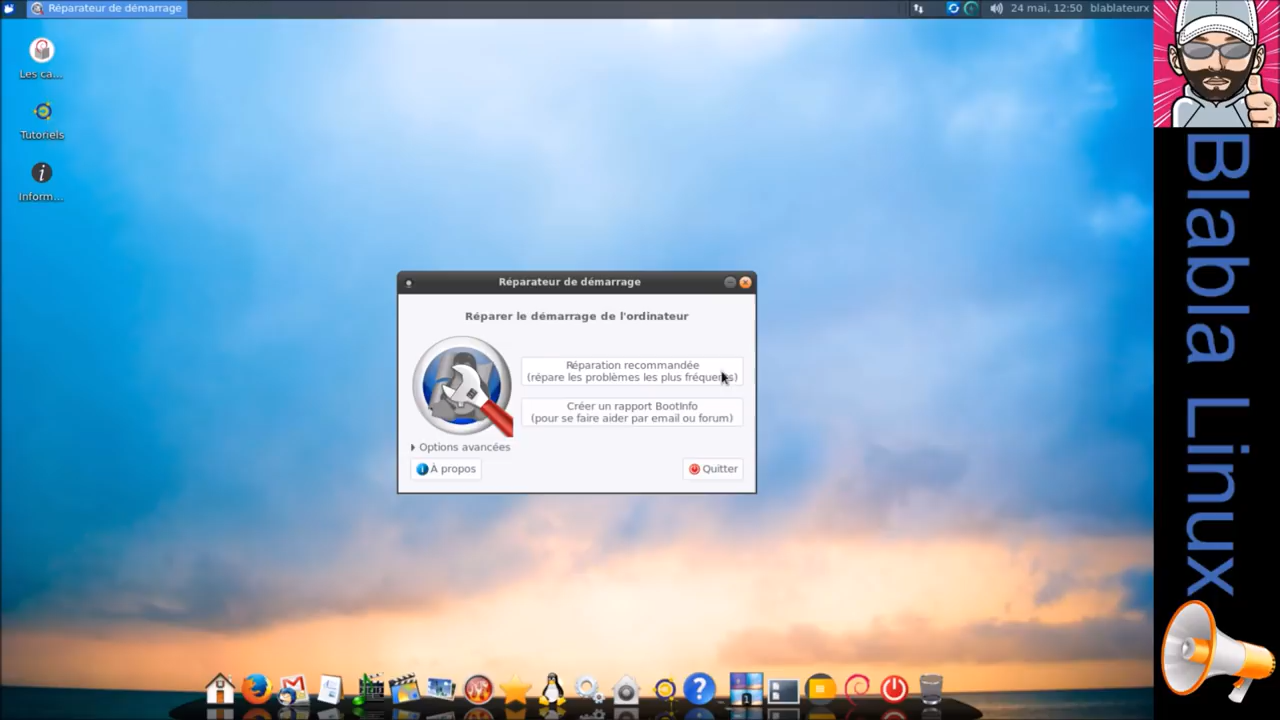 Réparateur de démarrage
24 mai, 12:50 blablateurx
Les ca...
Tutoriels
Inform...
Réparateur de démarrage
Réparer le démarrage de l'ordinateur
Réparation recommandée
(répare les problèmes les plus fréquents)
Créer un rapport BootInfo
(pour se faire aider par email ou forum)
Options avancées
À propos
Quitter
1
Blabla Linux